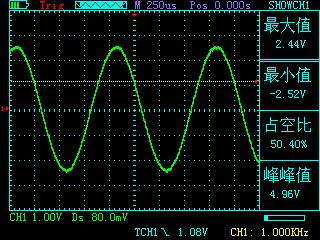 Trig M 250us Pos 0.000s SHOWCH1
最大值
2.44V
最小值
-2.52V
占空比
50.40%
峰峰值
4.96V
1
CH1 1.00V Ds 80.0mV
TCH1 1.08V CH1: 1.000KHz